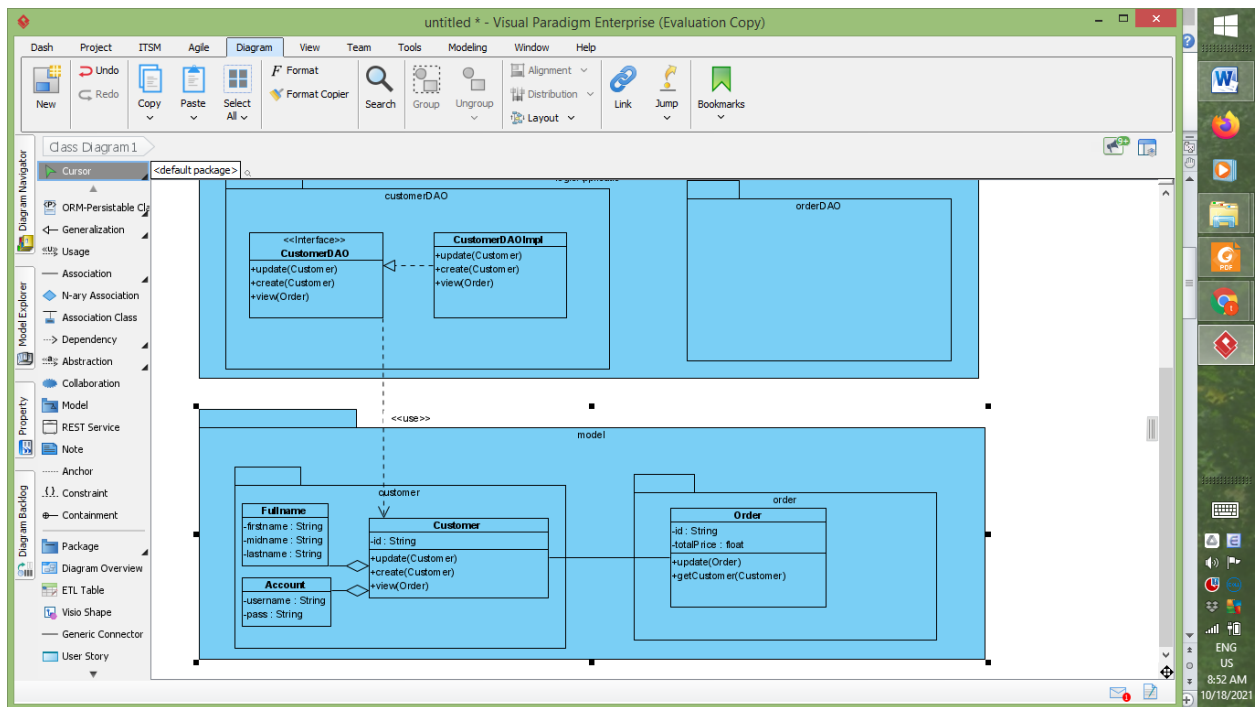 untitled * - Visual Paradigm Enterprise (Evaluation Copy)
Dash Project ITSM Agile Diagram View Team Tools Modeling Window Help
New
Undo
Redo
Copy
Paste
Select All
Format
Format Copier
Search
Group
Ungroup
Alignment
Distribution
Layout
Link
Jump
Bookmarks
Class Diagram1
Diagram Navigator
Model Explorer
Property
Diagram Backlog
Cursor
<default package>
ORM-Persistable Cla
Generalization
Usage
Association
N-ary Association
Association Class
Dependency
Abstraction
Collaboration
Model
REST Service
Note
Anchor
Constraint
Containment
Package
Diagram Overview
ETL Table
Visio Shape
Generic Connector
User Story
customerDAO
<<Interface>>
CustomerDAO
+update(Customer)
+create(Customer)
+view(Order)
CustomerDAOImpl
+update(Customer)
+create(Customer)
+view(Order)
orderDAO
<<use>>
model
customer
Fullname
-firstname : String
-midname : String
-lastname : String
Account
-username : String
-pass : String
Customer
-id : String
+update(Customer)
+create(Customer)
+view(Order)
order
Order
-id : String
-totalPrice : float
+update(Order)
+getCustomer(Customer)
PDF
ENG
US
8:52 AM
10/18/2021